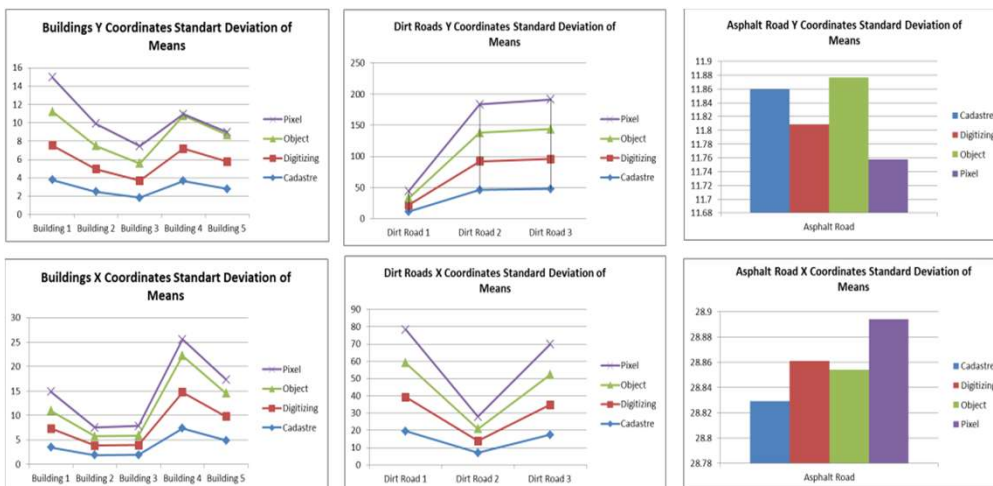 Buildings Y Coordinates Standart Deviation of
Means
16
14
12
10
8
6
4
2
0
Building 1 Building 2 Building 3 Building 4 Building 5
Pixel
Object
Digitizing
Cadastre
Dirt Roads Y Coordinates Standard Deviation of
Means
250
200
150
100
50
0
Dirt Road 1 Dirt Road 2 Dirt Road 3
Pixel
Object
Digitizing
Cadastre
Asphalt Road Y Coordinates Standard Deviation of
Means
11.9
11.88
11.86
11.84
11.82
11.8
11.78
11.76
11.74
11.72
11.7
11.68
Asphalt Road
Cadastre
Digitizing
Object
Pixel
Buildings X Coordinates Standart Deviation of
Means
30
25
20
15
10
5
0
Building 1 Building 2 Building 3 Building 4 Building 5
Pixel
Object
Digitizing
Cadastre
Dirt Roads X Coordinates Standard Deviation of
Means
90
80
70
60
50
40
30
20
10
0
Dirt Road 1 Dirt Road 2 Dirt Road 3
Pixel
Object
Digitizing
Cadastre
Asphalt Road X Coordinates Standard Deviation of
Means
28.9
28.88
28.86
28.84
28.82
28.8
28.78
Asphalt Road
Cadastre
Digitizing
Object
Pixel